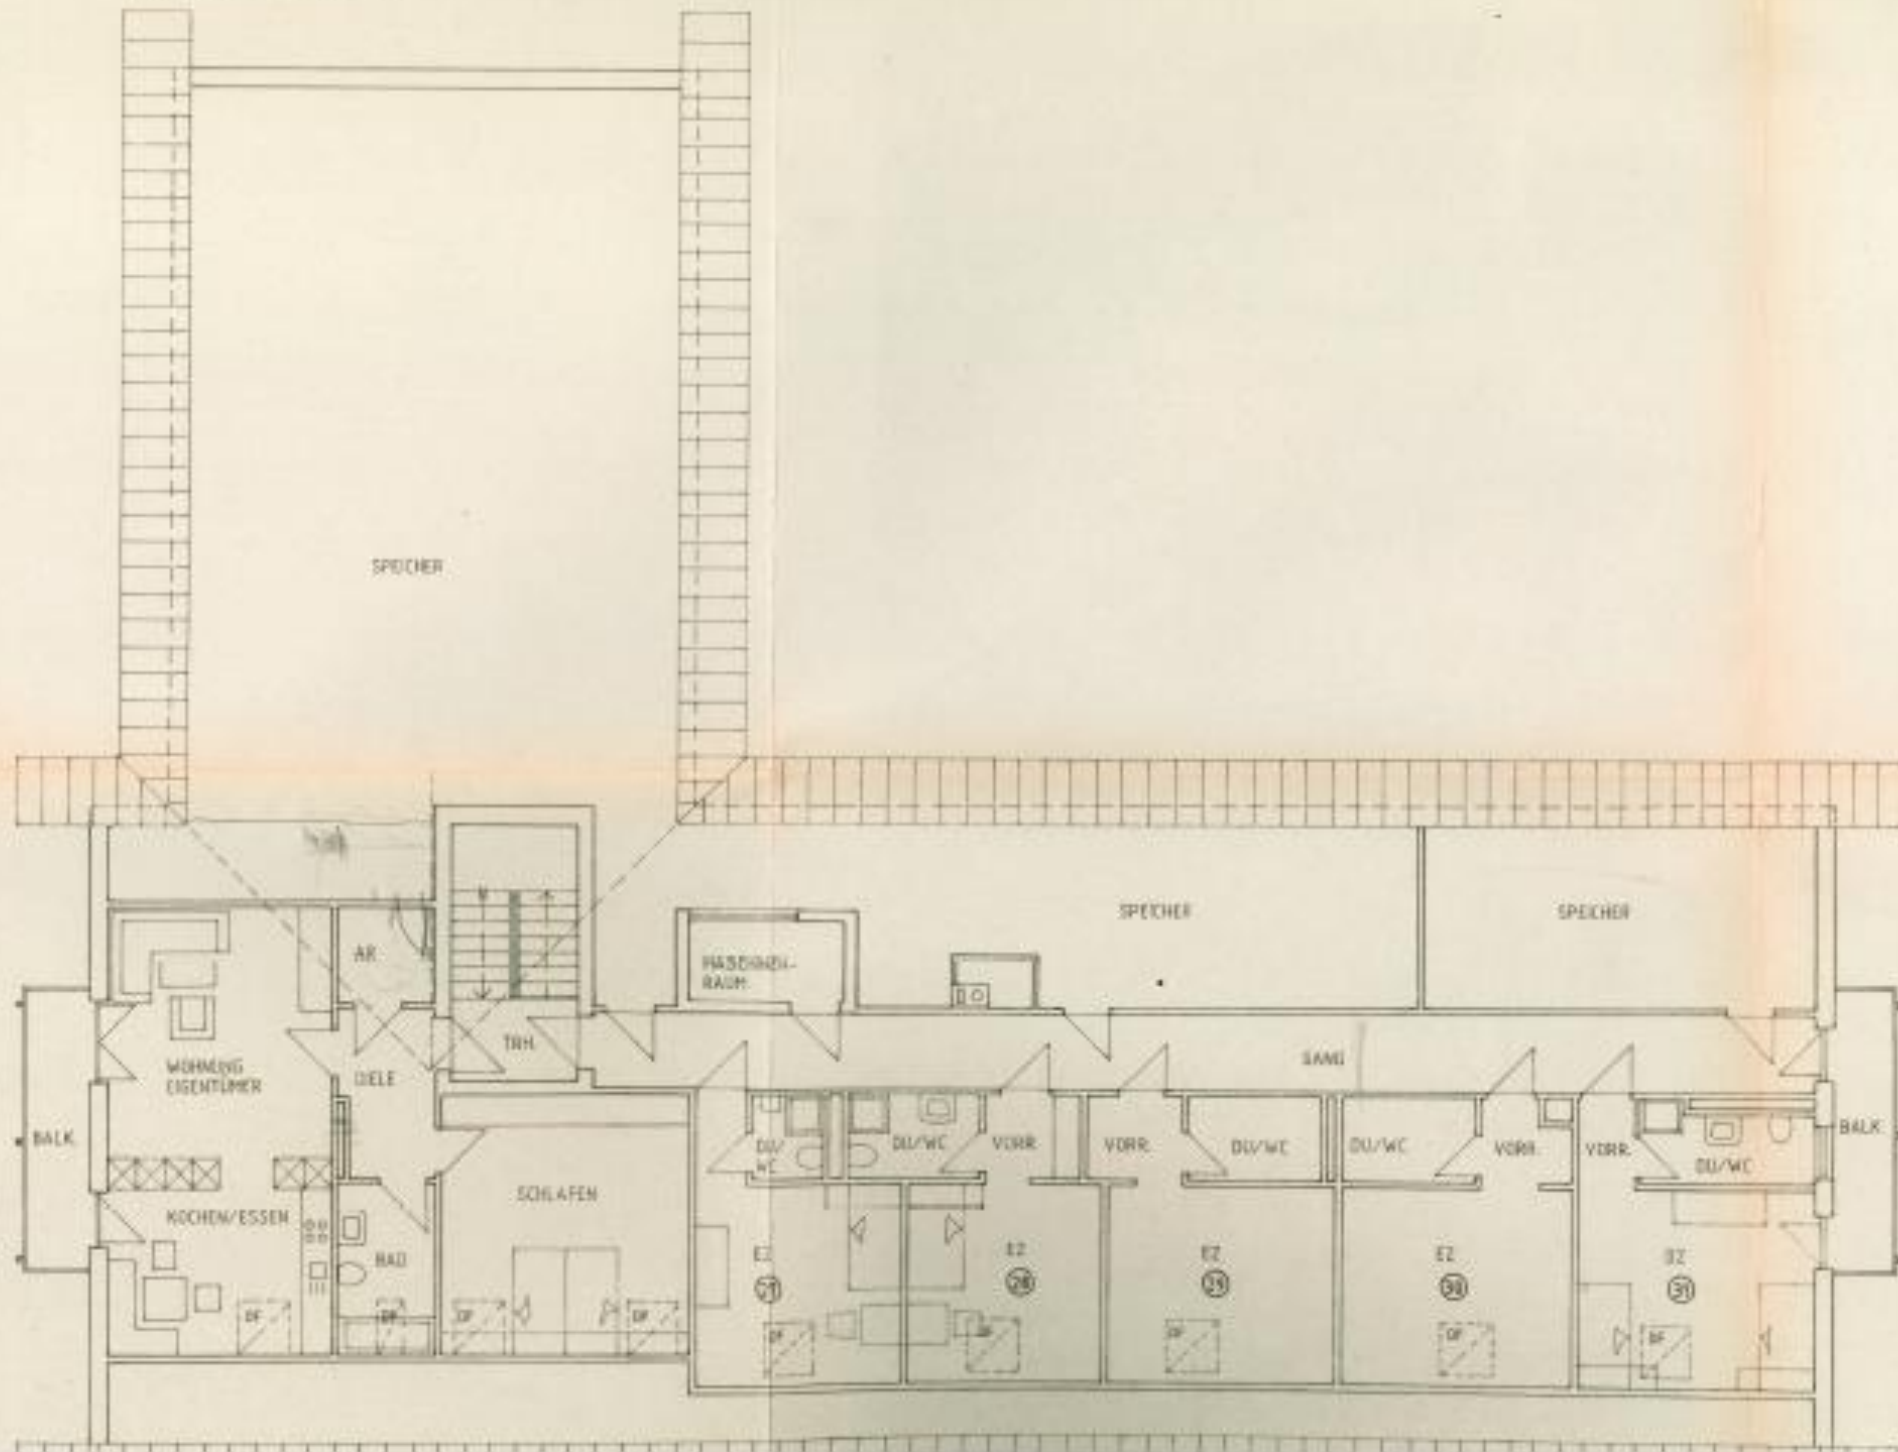 SPEICHER
SPEICHER
SPEICHER
AR
MASCHINEN-
RAUM
TRH.
GANG
WOHNUNG
EIGENTÜMER
DIELE
BALK.
BALK.
DU/
WC
DU/WC
VORR.
VORR.
DU/WC
DU/WC
VORR.
VORR.
DU/WC
SCHLAFEN
KOCHEN/ESSEN
BAD
EZ
27
EZ
28
EZ
29
EZ
30
DZ
31
DF
DF
DF
DF
DF
DF
DF
DF
DF